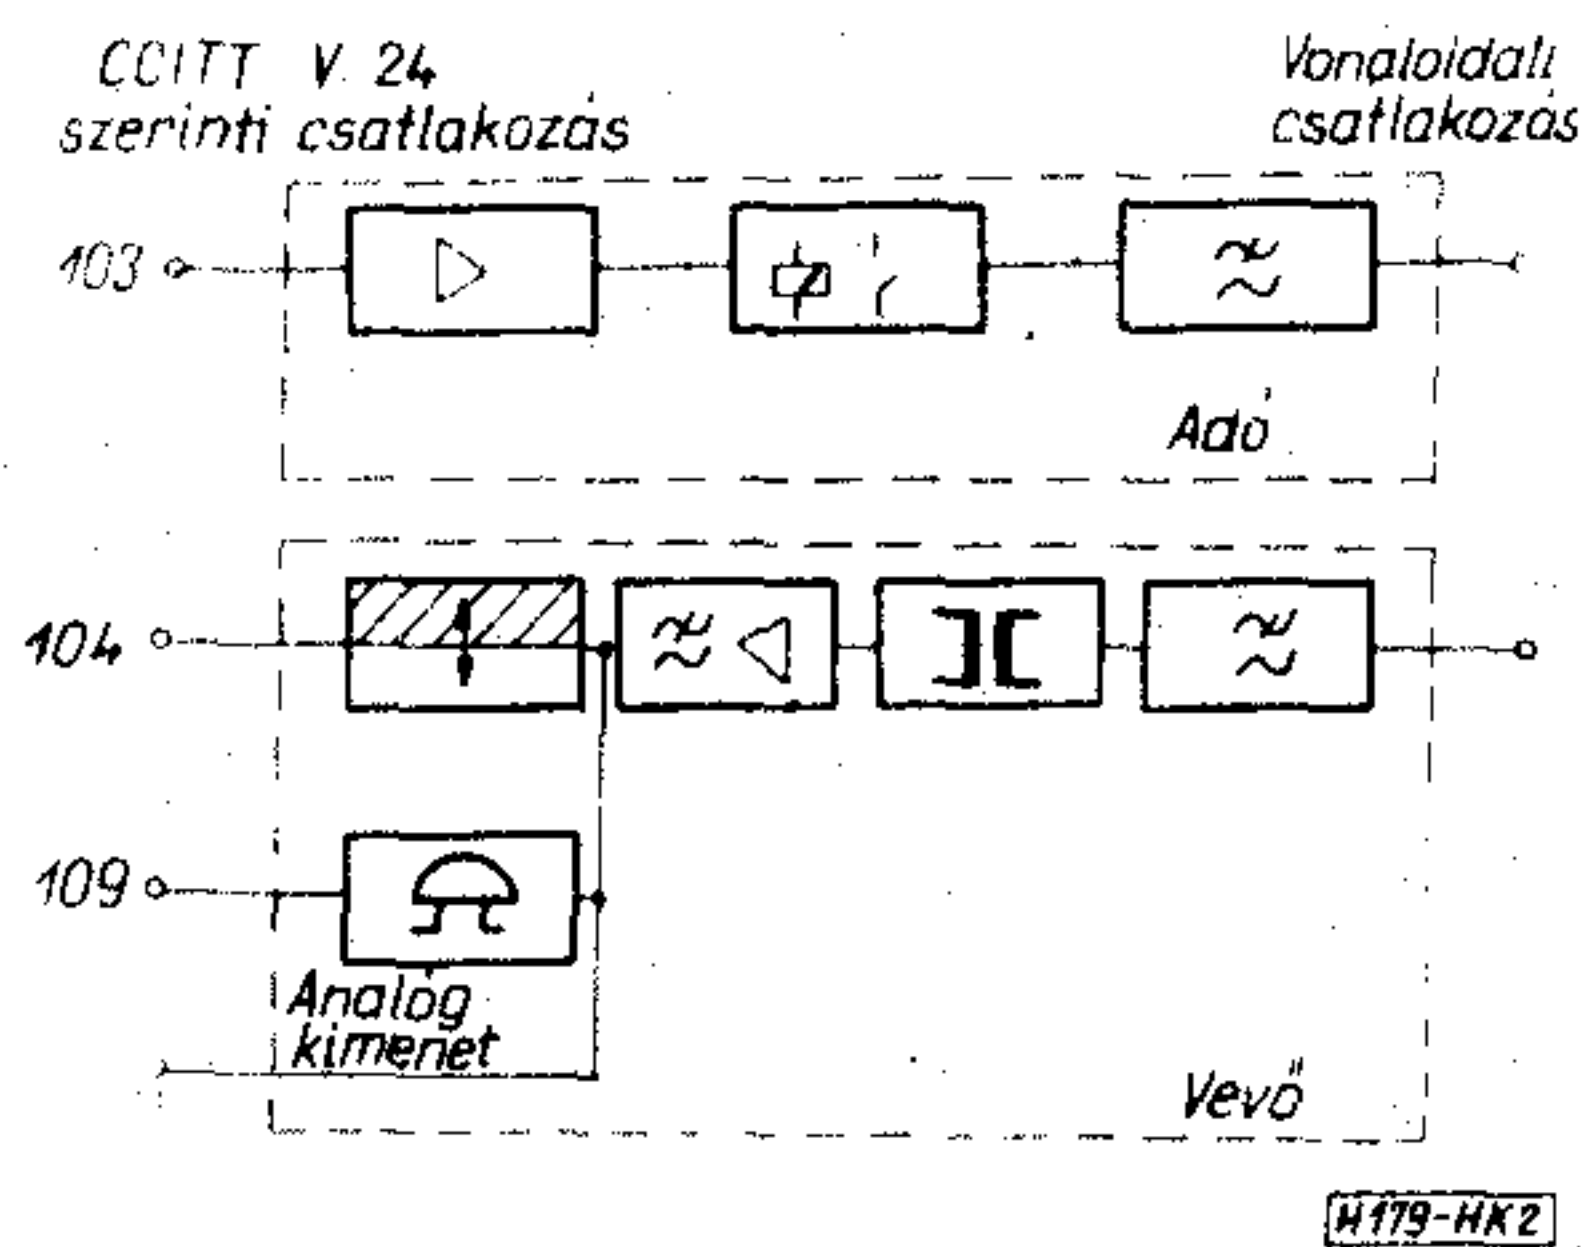 CCITT V. 24
szerinti csatlakozás
Vonaloldali
csatlakozás
103
Adó
104
109
Analóg
kimenet
Vevő
H179-HK2